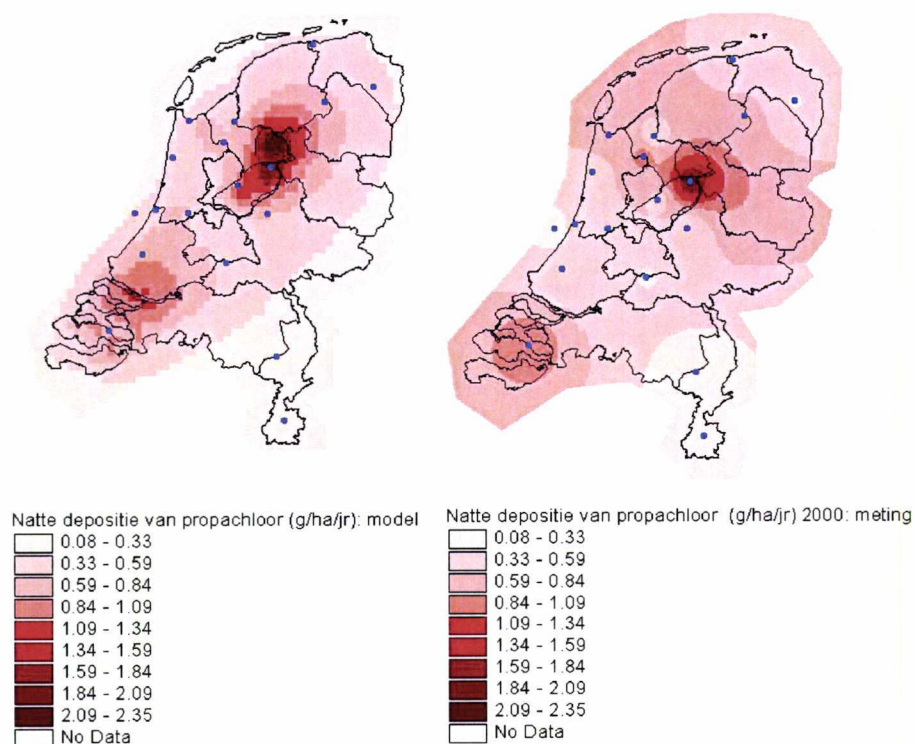 Natte depositie van propachloor (g/ha/jr): model
0.08 - 0.33
0.33 - 0.59
0.59 - 0.84
0.84 - 1.09
1.09 - 1.34
1.34 - 1.59
1.59 - 1.84
1.84 - 2.09
2.09 - 2.35
No Data
Natte depositie van propachloor (g/ha/jr) 2000: meting
0.08 - 0.33
0.33 - 0.59
0.59 - 0.84
0.84 - 1.09
1.09 - 1.34
1.34 - 1.59
1.59 - 1.84
1.84 - 2.09
2.09 - 2.35
No Data